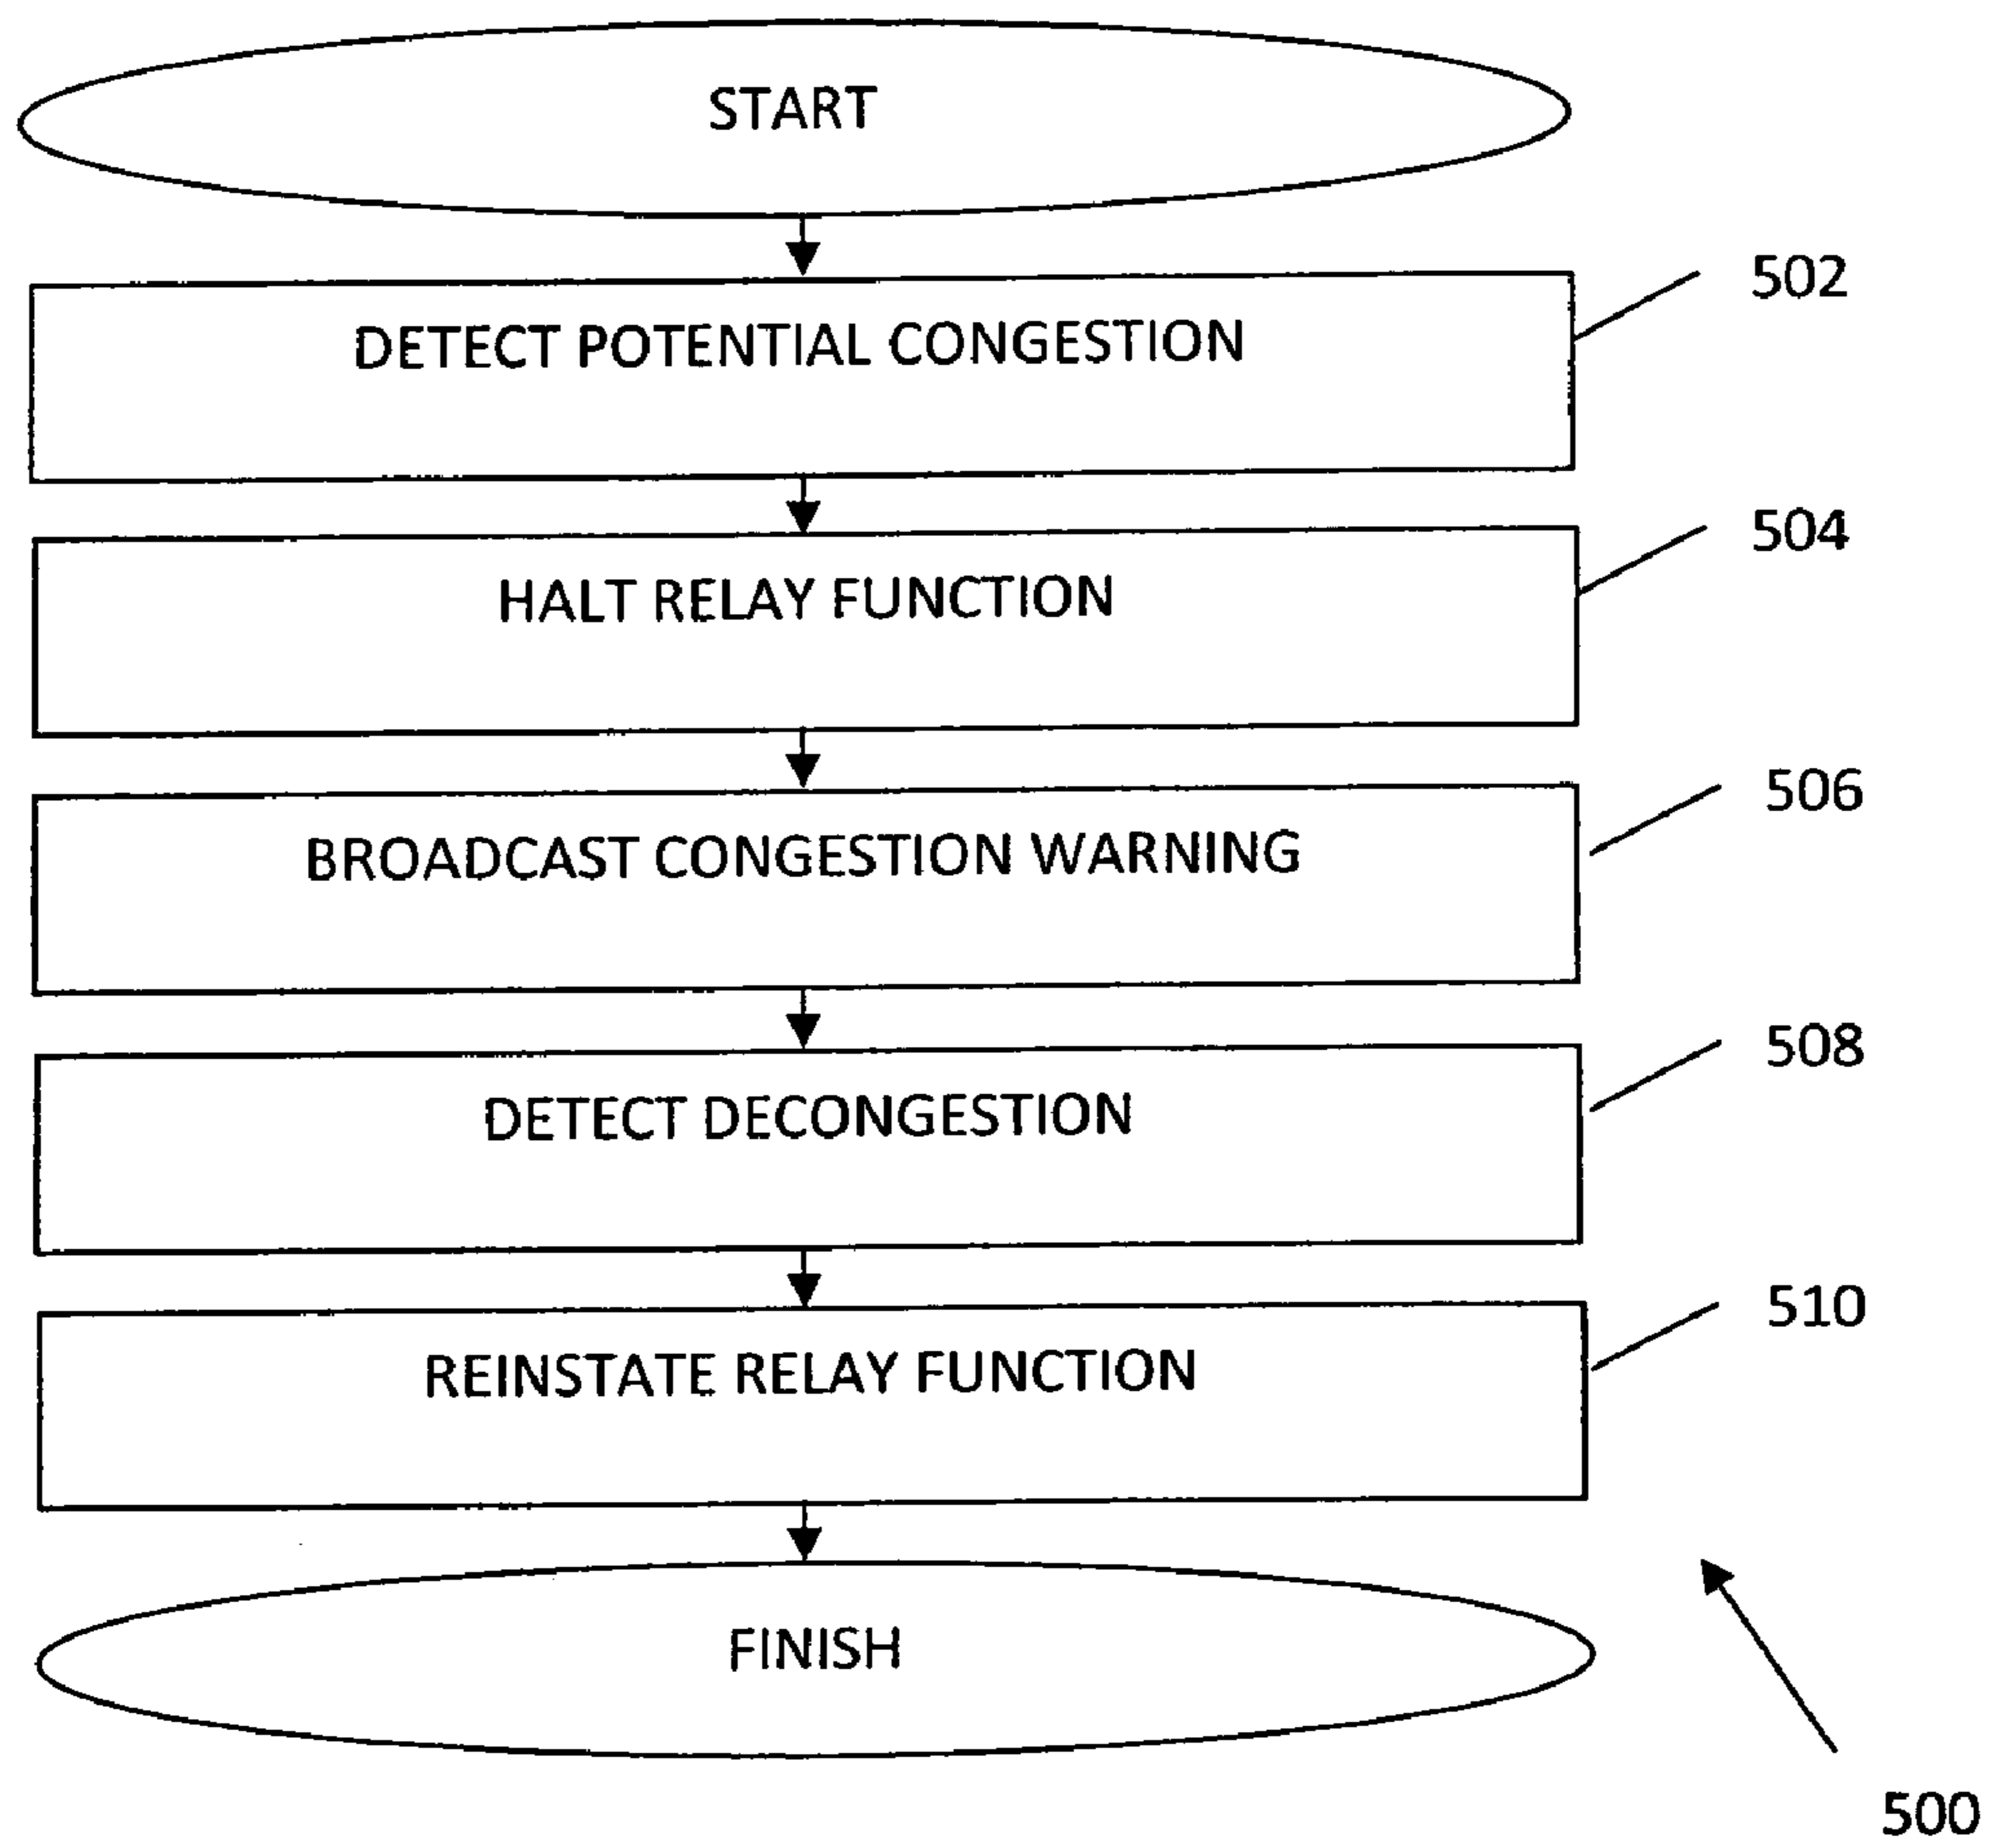 START
DETECT POTENTIAL CONGESTION
502
HALT RELAY FUNCTION
504
BROADCAST CONGESTION WARNING
506
DETECT DECONGESTION
508
REINSTATE RELAY FUNCTION
510
FINISH
500